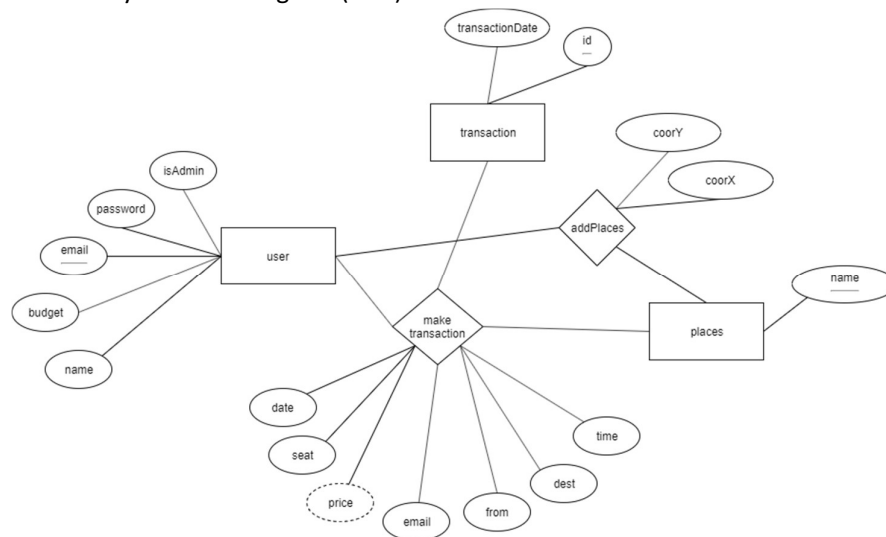 transactionDate
id
transaction
coorY
coorX
isAdmin
password
addPlaces
email
user
name
budget
make
transaction
places
name
date
time
seat
dest
price
from
email